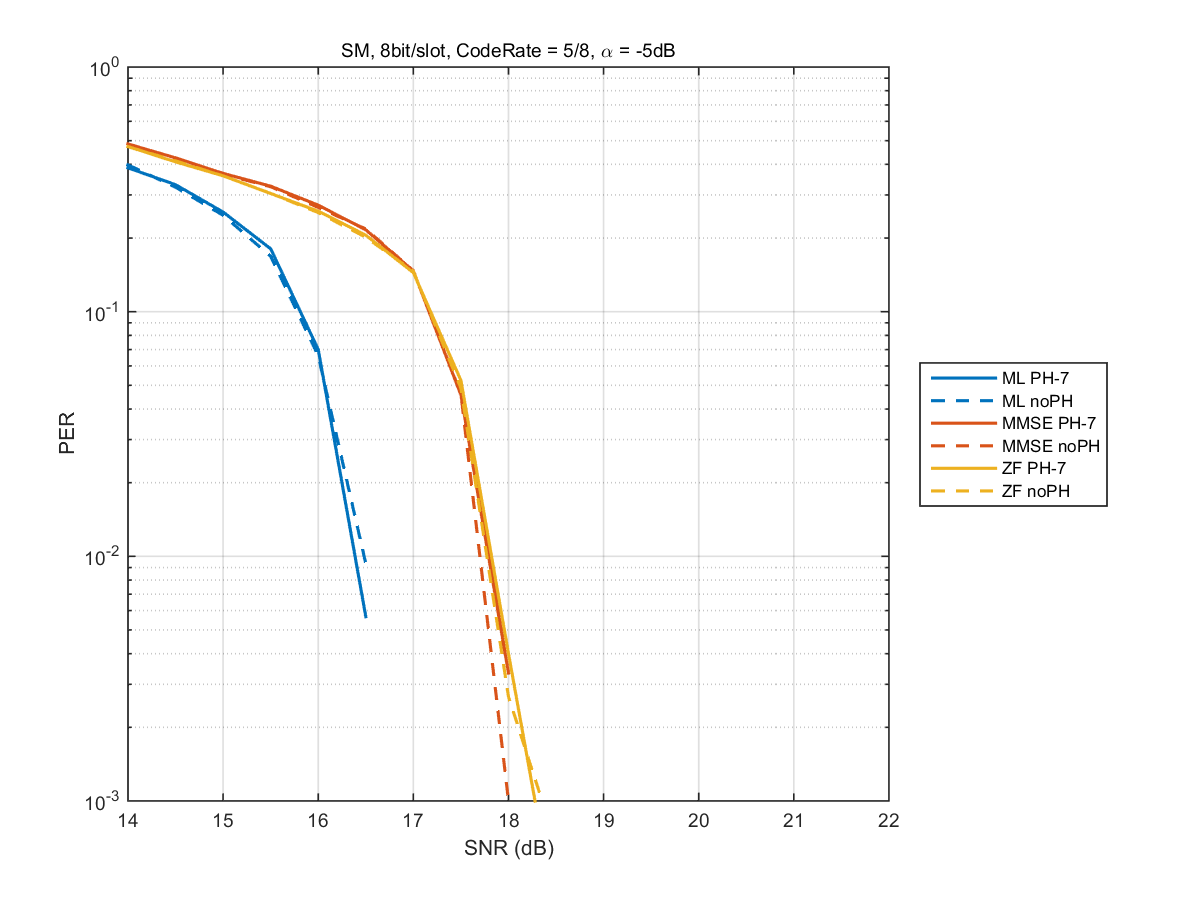 SM, 8bit/slot, CodeRate = 5/8, α = -5dB
10^0
10^-1
10^-2
10^-3
PER
14 15 16 17 18 19 20 21 22
SNR (dB)
ML PH-7
ML noPH
MMSE PH-7
MMSE noPH
ZF PH-7
ZF noPH